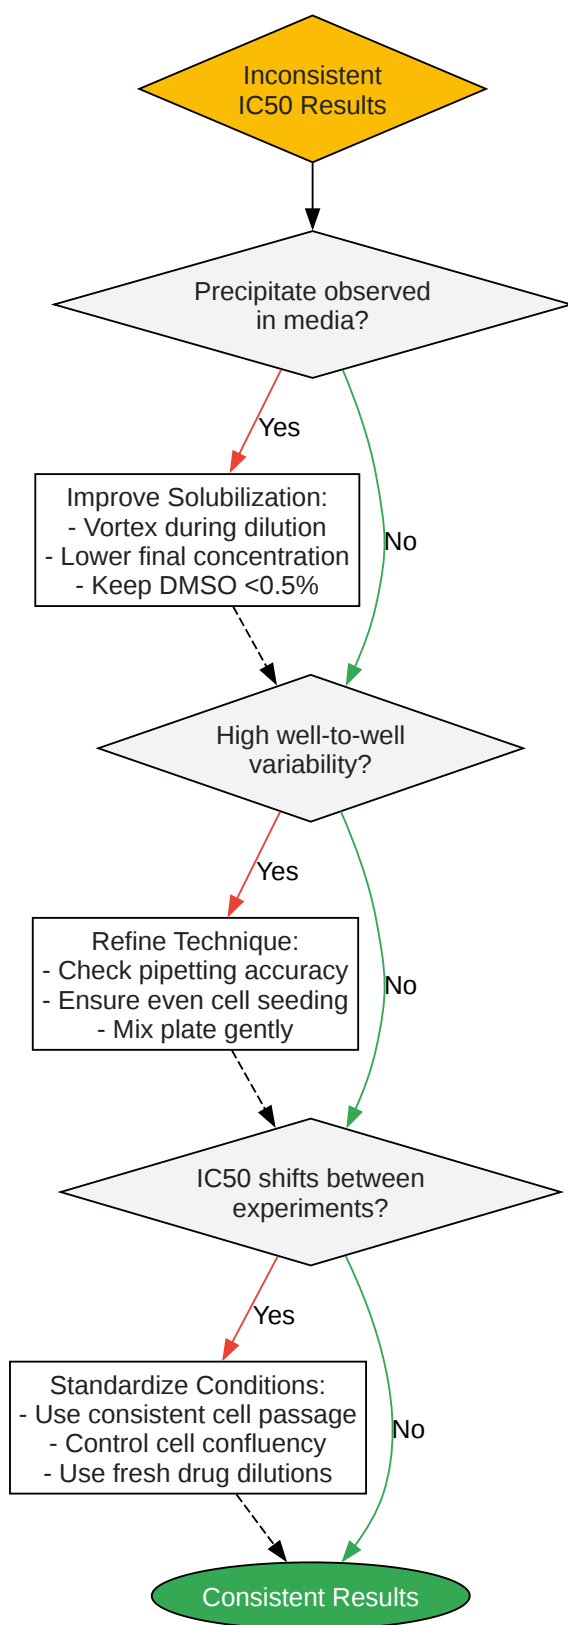 Inconsistent
IC50 Results
Precipitate observed
in media?
Yes
Improve Solubilization:
- Vortex during dilution
- Lower final concentration
- Keep DMSO <0.5%
No
High well-to-well
variability?
Yes
Refine Technique:
- Check pipetting accuracy
- Ensure even cell seeding
- Mix plate gently
No
IC50 shifts between
experiments?
Yes
Standardize Conditions:
- Use consistent cell passage
- Control cell confluency
- Use fresh drug dilutions
No
Consistent Results